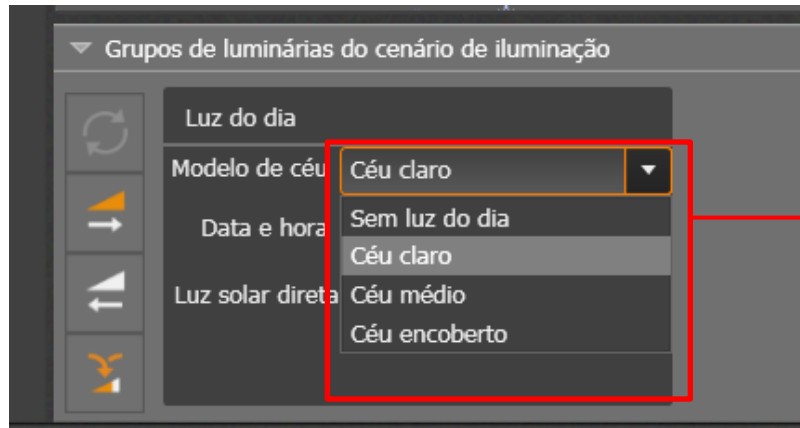 Grupos de luminárias do cenário de iluminação
Luz do dia
Modelo de céu Céu claro
Sem luz do dia
Data e hora
Céu claro
Luz solar direta Céu médio
Céu encoberto